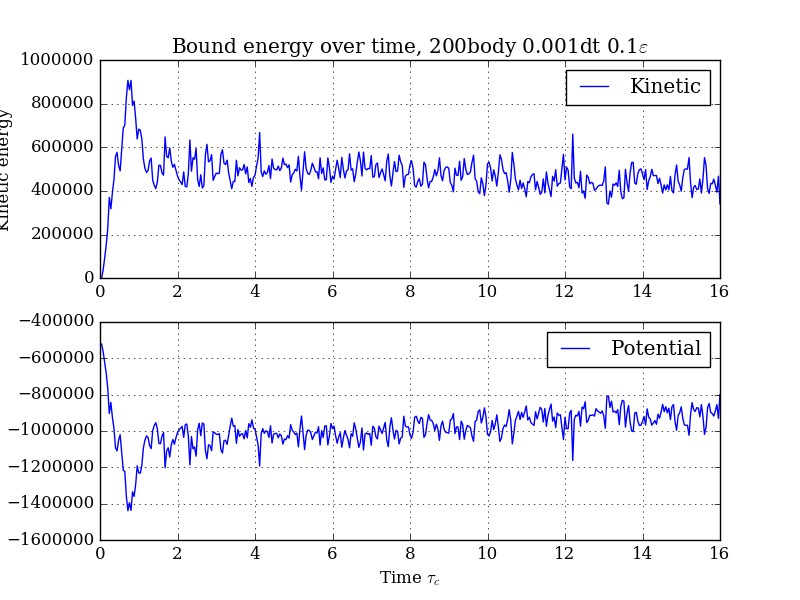 Bound energy over time, 200body 0.001dt 0.1ε
1000000
800000
600000
400000
200000
0
Kinetic energy
Kinetic
0 2 4 6 8 10 12 14 16
−400000
−600000
−800000
−1000000
−1200000
−1400000
−1600000
Potential
0 2 4 6 8 10 12 14 16
Time τc